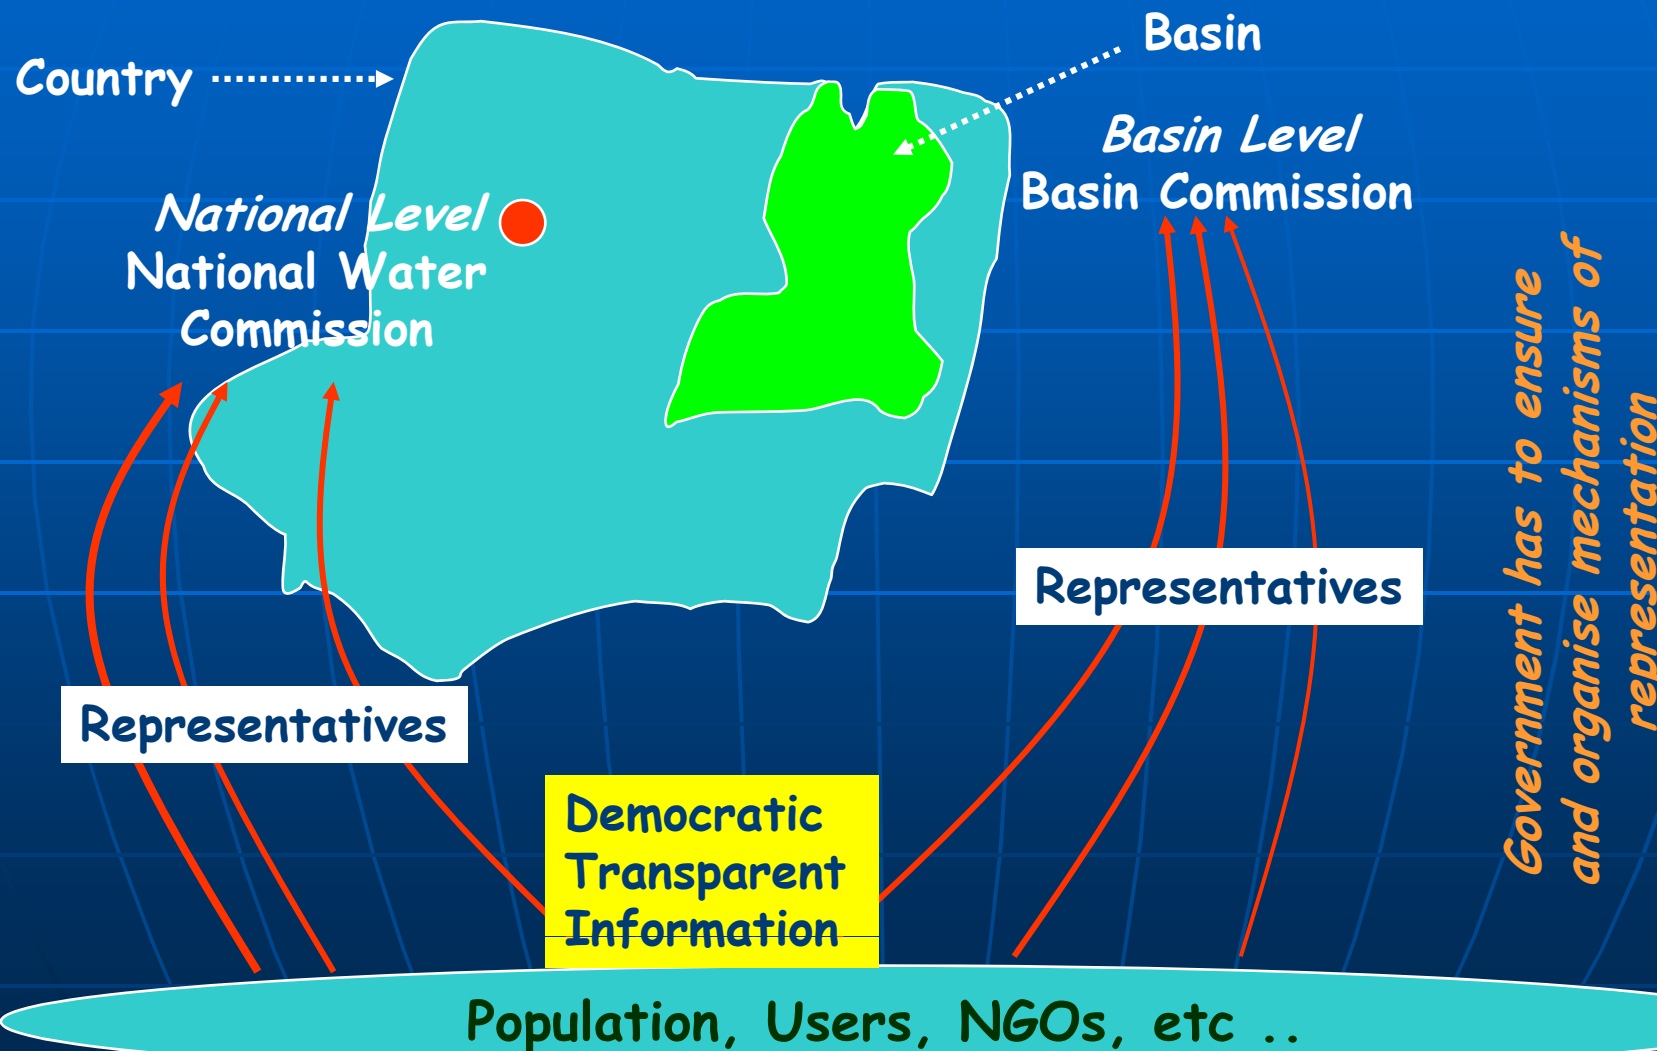 Basin
Country
Basin Level
Basin Commission
National Level
National Water
Commission
Government has to ensure
and organise mechanisms of
representation
Representatives
Representatives
Democratic
Transparent
Information
Population, Users, NGOs, etc ..